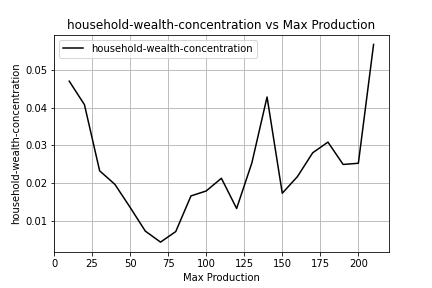 household-wealth-concentration vs Max Production
household-wealth-concentration
household-wealth-concentration
0.05
0.04
0.03
0.02
0.01
0 25 50 75 100 125 150 175 200
Max Production